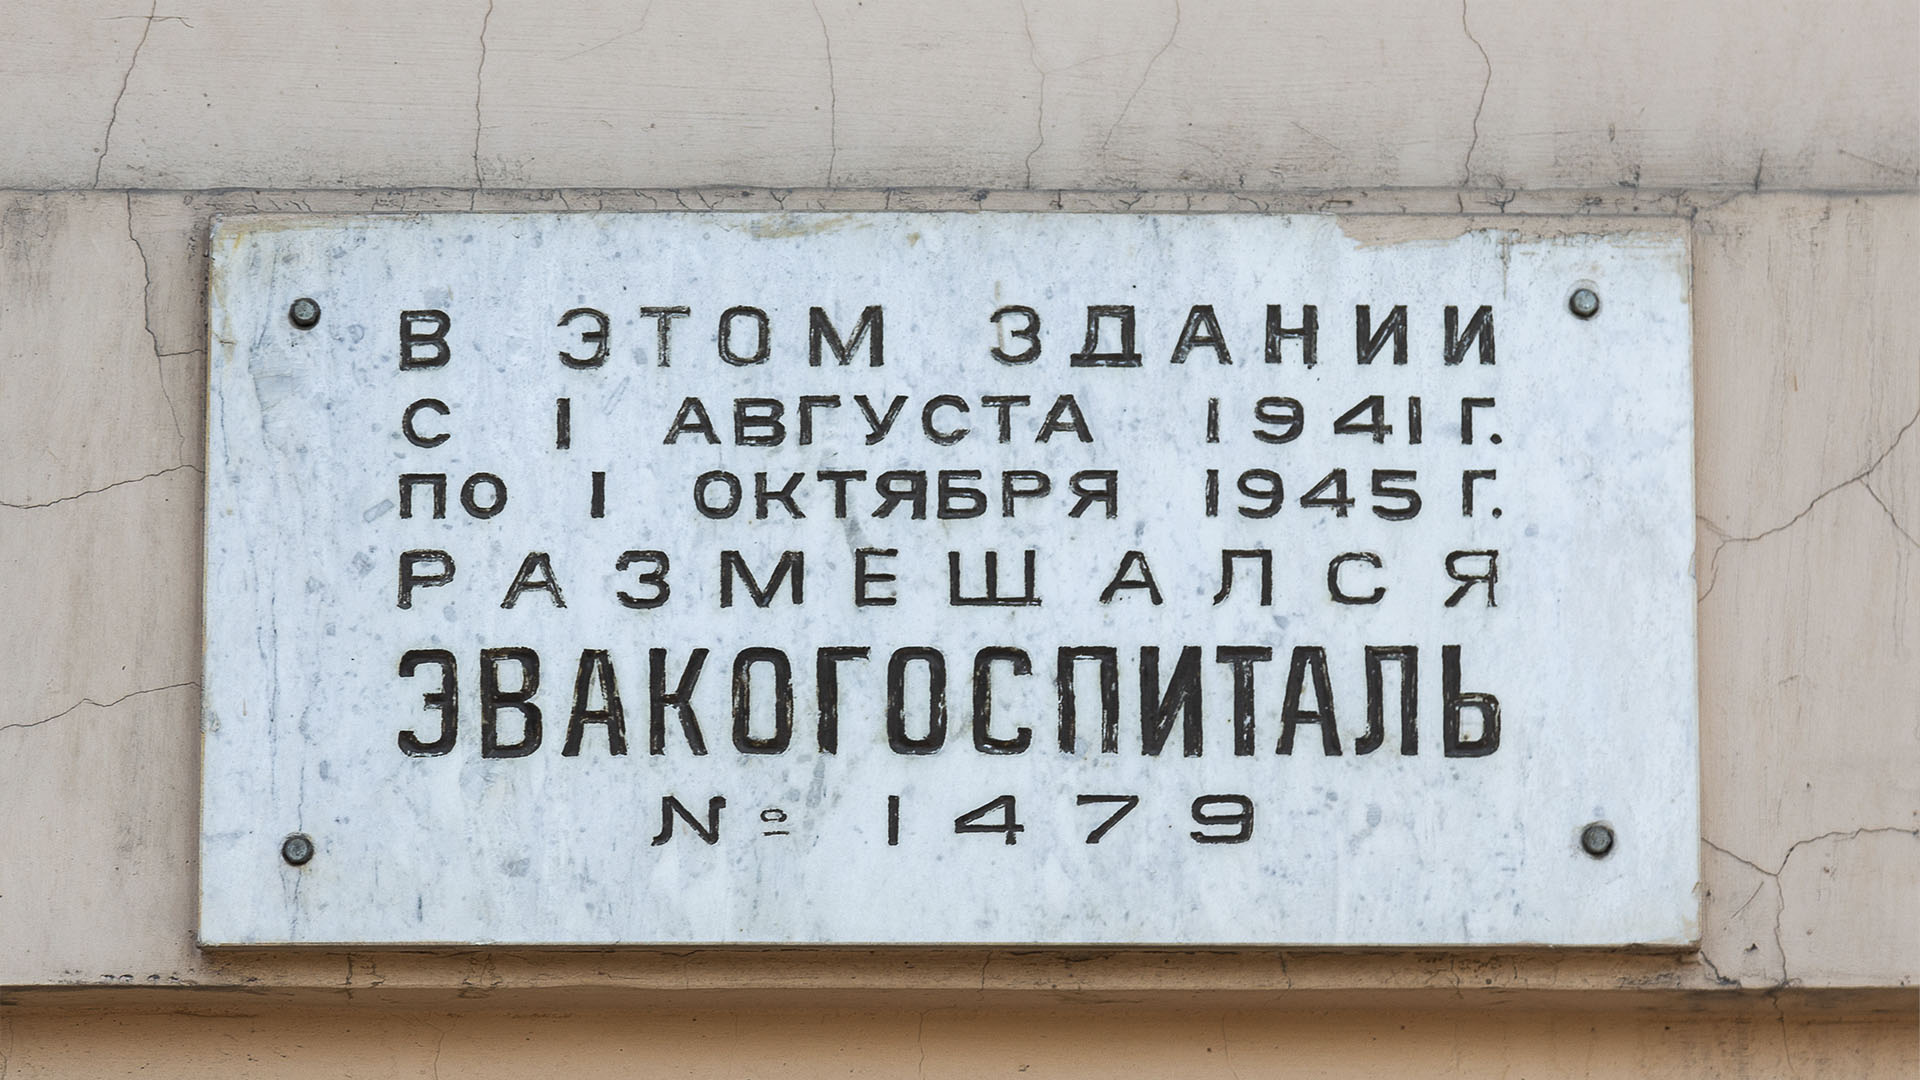 В ЭТОМ ЗДАНИИ
С 1 АВГУСТА 1941 Г.
ПО 1 ОКТЯБРЯ 1945 Г.
РАЗМЕШАЛСЯ
ЭВАКОГОСПИТАЛЬ
№ 1479